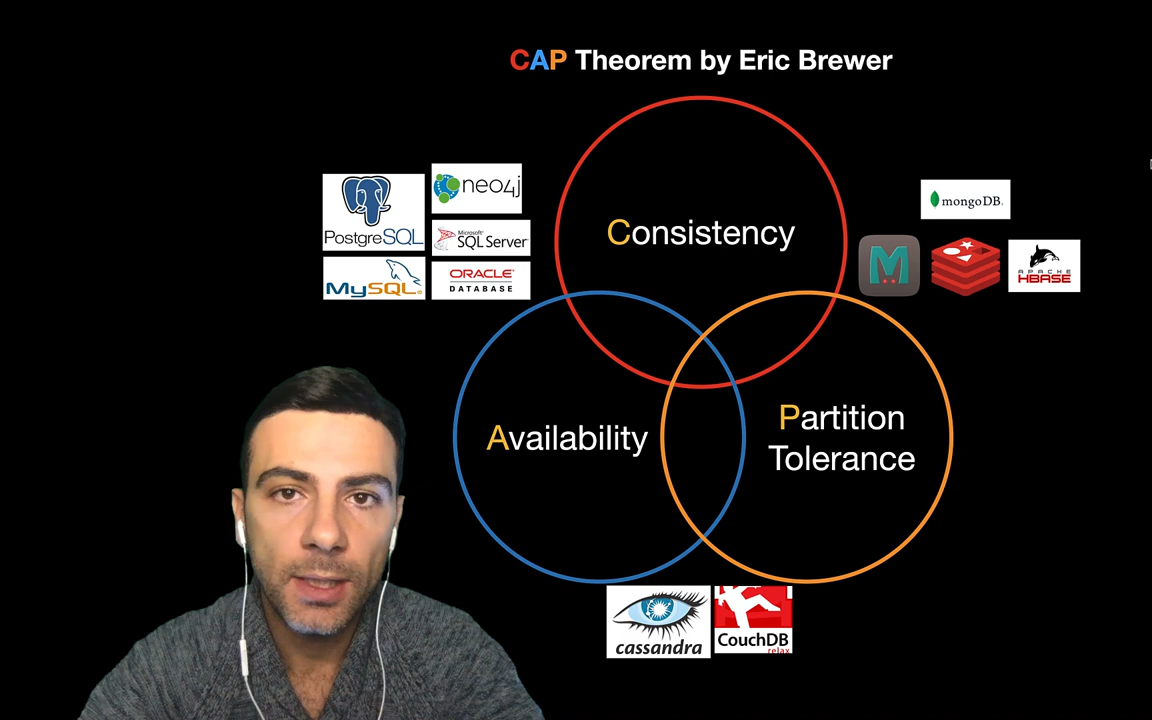 CAP Theorem by Eric Brewer
PostgreSQL
neo4j
Microsoft
SQL Server
MySQL
ORACLE
DATABASE
Consistency
mongoDB
M
APACHE
HBASE
Availability
Partition
Tolerance
cassandra
CouchDB
relax